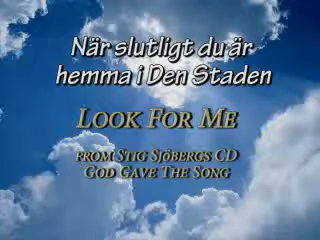 När slutligt du är
hemma i Den Staden
Look For Me
from Stig Sjöbergs CD
God Gave The Song